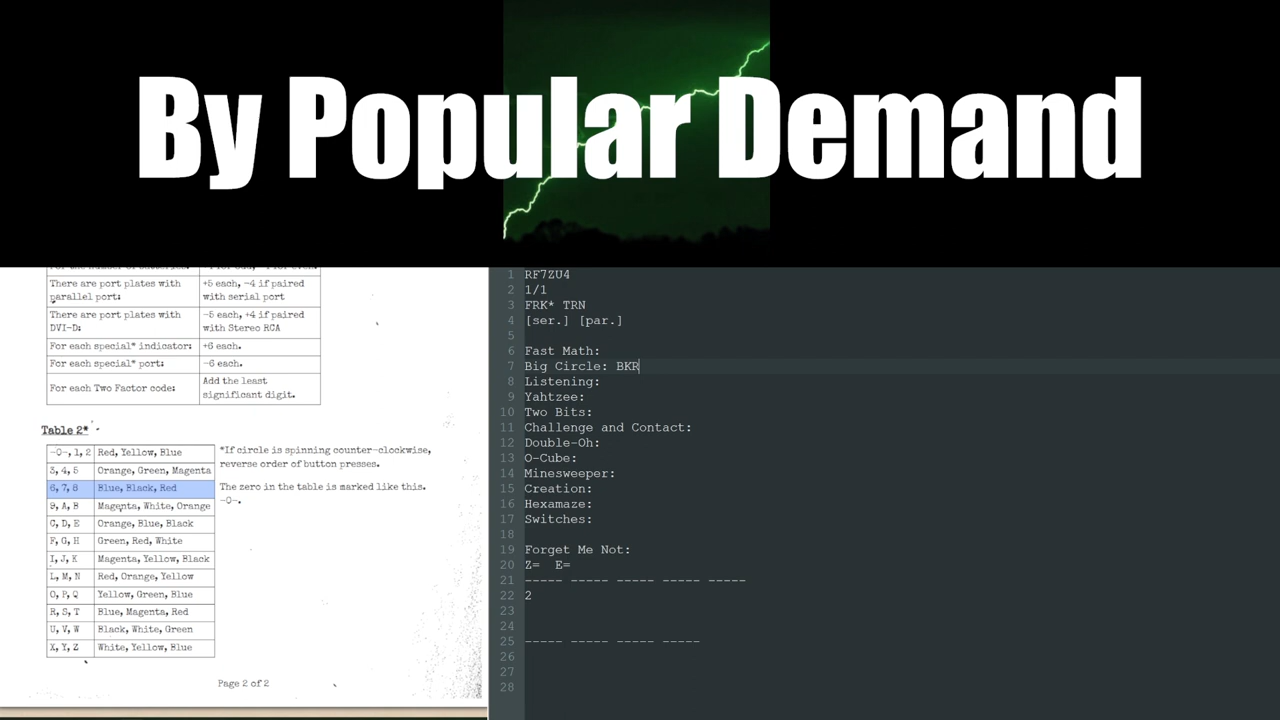 By Popular Demand
There are port plates with parallel port:
+5 each, -4 if paired with serial port
There are port plates with DVI-D:
-5 each, +4 if paired with Stereo RCA
For each special* indicator:
+6 each.
For each special* port:
-6 each.
For each Two Factor code:
Add the least significant digit.
Table 2*
-0-, 1, 2 Red, Yellow, Blue
3, 4, 5 Orange, Green, Magenta
6, 7, 8 Blue, Black, Red
9, A, B Magenta, White, Orange
C, D, E Orange, Blue, Black
F, G, H Green, Red, White
I, J, K Magenta, Yellow, Black
L, M, N Red, Orange, Yellow
O, P, Q Yellow, Green, Blue
R, S, T Blue, Magenta, Red
U, V, W Black, White, Green
X, Y, Z White, Yellow, Blue
*If circle is spinning counter-clockwise,
reverse order of button presses.
The zero in the table is marked like this.
-0-.
Page 2 of 2
1 RF7ZU4
2 1/1
3 FRK* TRN
4 [ser.] [par.]
5
6 Fast Math:
7 Big Circle: BKR
8 Listening:
9 Yahtzee:
10 Two Bits:
11 Challenge and Contact:
12 Double-Oh:
13 O-Cube:
14 Minesweeper:
15 Creation:
16 Hexamaze:
17 Switches:
18
19 Forget Me Not:
20 Z=  E=
21 ----- ----- ----- ----- -----
22 2
23
24
25 ----- ----- ----- -----
26
27
28